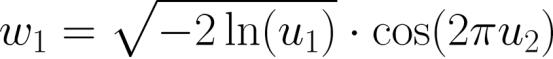 w₁ = √(−2 ln(u₁)) · cos(2πu₂)